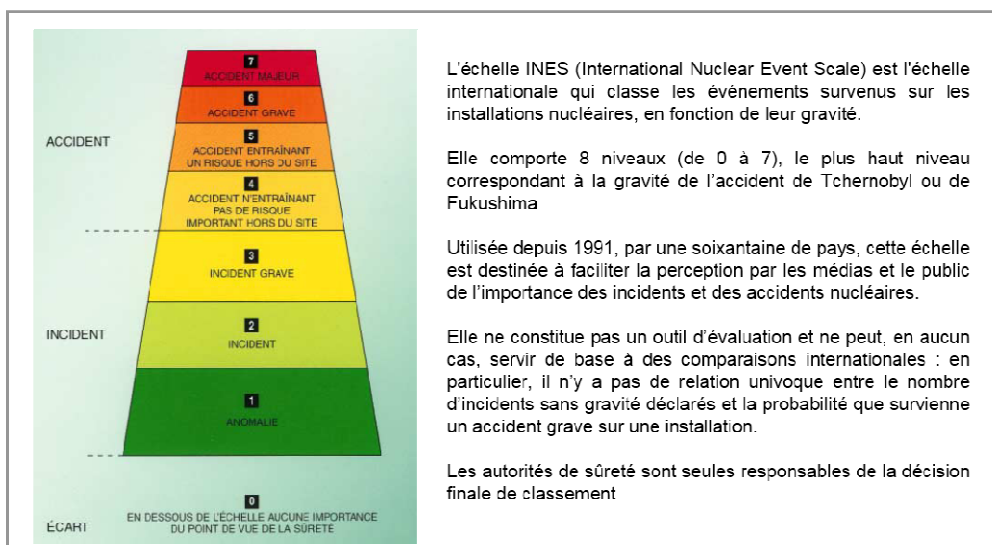 7
ACCIDENT MAJEUR
6
ACCIDENT GRAVE
ACCIDENT
5
ACCIDENT ENTRAÎNANT
UN RISQUE HORS DU SITE
4
ACCIDENT N'ENTRAÎNANT
PAS DE RISQUE
IMPORTANT HORS DU SITE
3
INCIDENT GRAVE
INCIDENT
2
INCIDENT
1
ANOMALIE
0
ÉCART
EN DESSOUS DE L'ÉCHELLE AUCUNE IMPORTANCE
DU POINT DE VUE DE LA SÛRETE
L'échelle INES (International Nuclear Event Scale) est l'échelle
internationale qui classe les événements survenus sur les
installations nucléaires, en fonction de leur gravité.
Elle comporte 8 niveaux (de 0 à 7), le plus haut niveau
correspondant à la gravité de l'accident de Tchernobyl ou de
Fukushima
Utilisée depuis 1991, par une soixantaine de pays, cette échelle
est destinée à faciliter la perception par les médias et le public
de l'importance des incidents et des accidents nucléaires.
Elle ne constitue pas un outil d'évaluation et ne peut, en aucun
cas, servir de base à des comparaisons internationales : en
particulier, il n'y a pas de relation univoque entre le nombre
d'incidents sans gravité déclarés et la probabilité que survienne
un accident grave sur une installation.
Les autorités de sûreté sont seules responsables de la décision
finale de classement